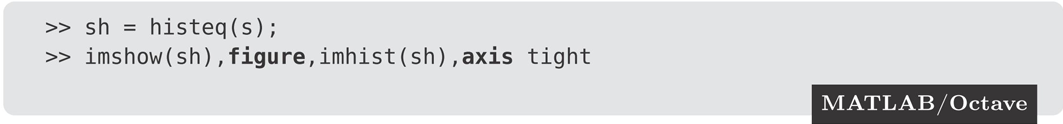 >> sh = histeq(s);
>> imshow(sh),figure,imhist(sh),axis tight
MATLAB/Octave